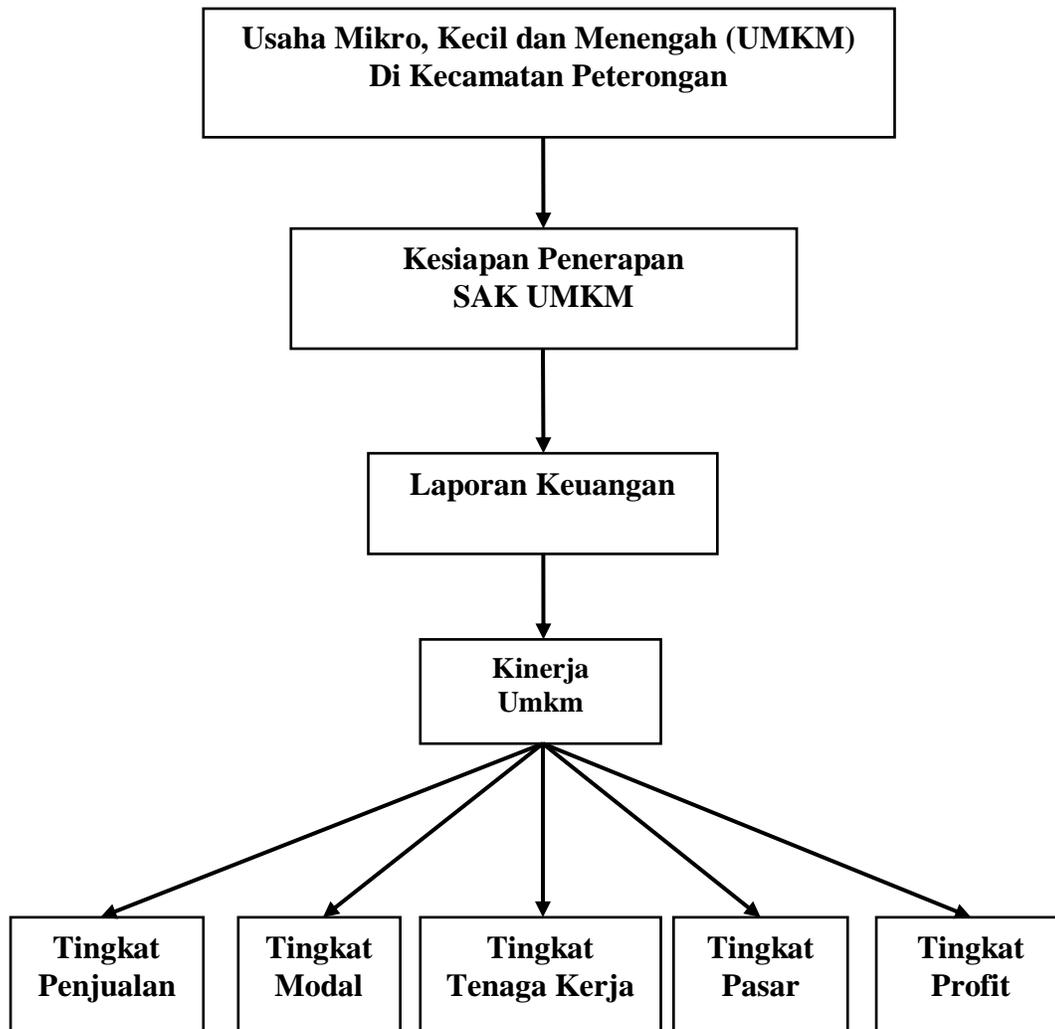 Usaha Mikro, Kecil dan Menengah (UMKM)
Di Kecamatan Peterongan
Kesiapan Penerapan
SAK UMKM
Laporan Keuangan
Kinerja
Umkm
Tingkat
Penjualan
Tingkat
Modal
Tingkat
Tenaga Kerja
Tingkat
Pasar
Tingkat
Profit